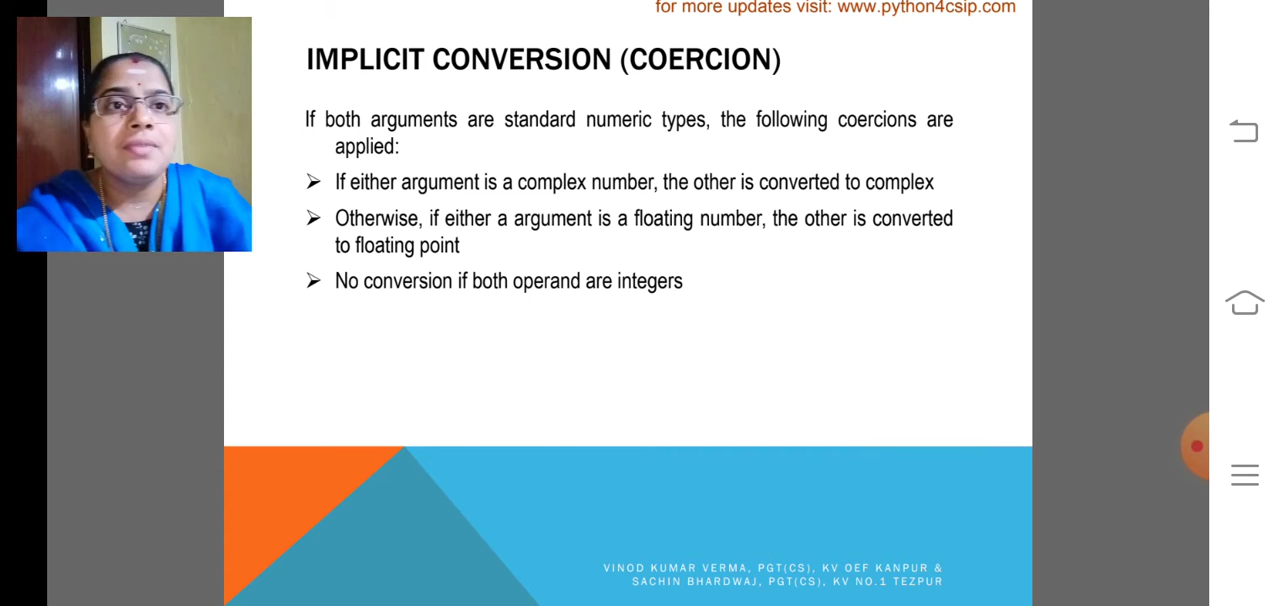 for more updates visit: www.python4csip.com
IMPLICIT CONVERSION (COERCION)
If both arguments are standard numeric types, the following coercions are
applied:
➢ If either argument is a complex number, the other is converted to complex
➢ Otherwise, if either a argument is a floating number, the other is converted
to floating point
➢ No conversion if both operand are integers
VINOD KUMAR VERMA, PGT(CS), KV OEF KANPUR &
SACHIN BHARDWAJ, PGT(CS), KV NO.1 TEZPUR